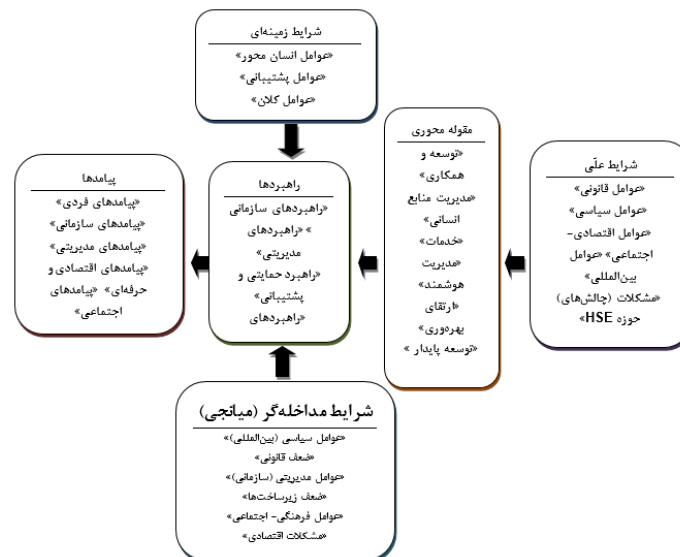 شرایط زمینه‌ای
«عوامل انسان محور»
«عوامل پشتیبانی»
«عوامل کلان»
شرایط علّی
«عوامل قانونی»
«عوامل سیاسی»
«عوامل اقتصادی-
اجتماعی» «عوامل
بین‌المللی»
«مشکلات (چالش‌های)
حوزه HSE»
مقوله محوری
«توسعه و
همکاری»
«مدیریت منابع
انسانی»
«خدمات»
«مدیریت
هوشمند»
«ارتقای
بهره‌وری»
«توسعه پایدار»
راهبردها
«راهبردهای سازمانی
» «راهبردهای
مدیریتی»
«راهبرد حمایتی و
پشتیبانی»
«راهبردهای
پیامدها
«پیامدهای فردی»
«پیامدهای سازمانی»
«پیامدهای مدیریتی»
«پیامدهای اقتصادی و
حرفه‌ای» «پیامدهای
اجتماعی»
شرایط مداخله‌گر (میانجی)
«عوامل سیاسی (بین‌المللی)»
«ضعف قانونی»
«عوامل مدیریتی (سازمانی)»
«ضعف زیرساخت‌ها»
«عوامل فرهنگی- اجتماعی»
«مشکلات اقتصادی»